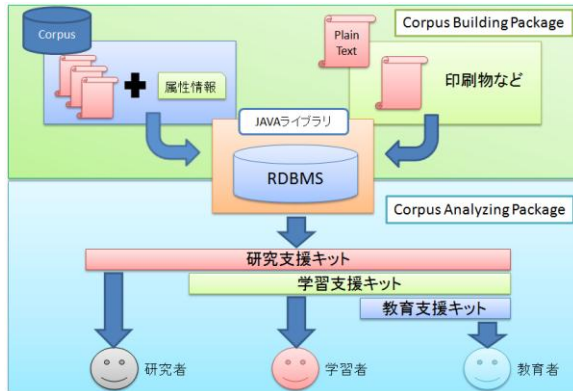 Corpus Building Package
Corpus
Plain
Text
属性情報
印刷物など
JAVAライブラリ
RDBMS
Corpus Analyzing Package
研究支援キット
学習支援キット
教育支援キット
研究者
学習者
教育者